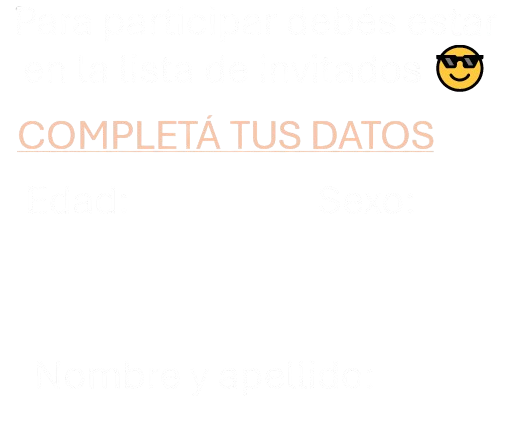 Para participar debés estar
en la lista de invitados 😎
COMPLETÁ TUS DATOS
Edad: Sexo:
Nombre y apellido: